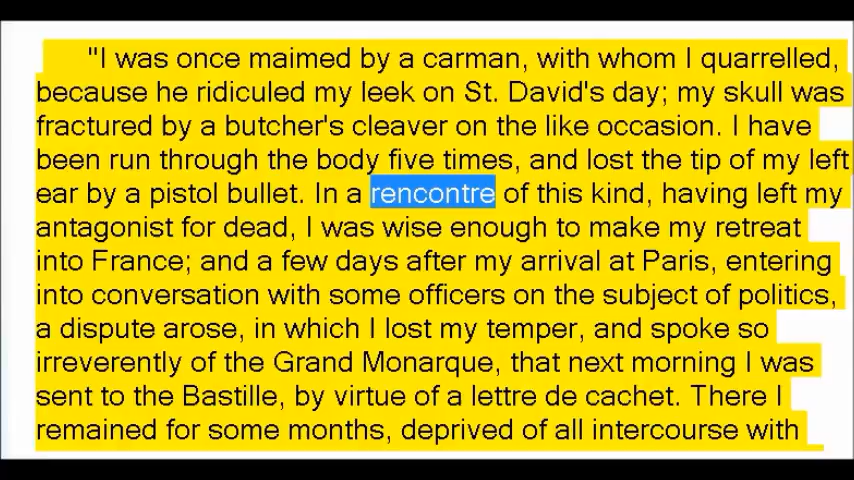 "I was once maimed by a carman, with whom I quarrelled,
because he ridiculed my leek on St. David's day; my skull was
fractured by a butcher's cleaver on the like occasion. I have
been run through the body five times, and lost the tip of my left
ear by a pistol bullet. In a rencontre of this kind, having left my
antagonist for dead, I was wise enough to make my retreat
into France; and a few days after my arrival at Paris, entering
into conversation with some officers on the subject of politics,
a dispute arose, in which I lost my temper, and spoke so
irreverently of the Grand Monarque, that next morning I was
sent to the Bastille, by virtue of a lettre de cachet. There I
remained for some months, deprived of all intercourse with